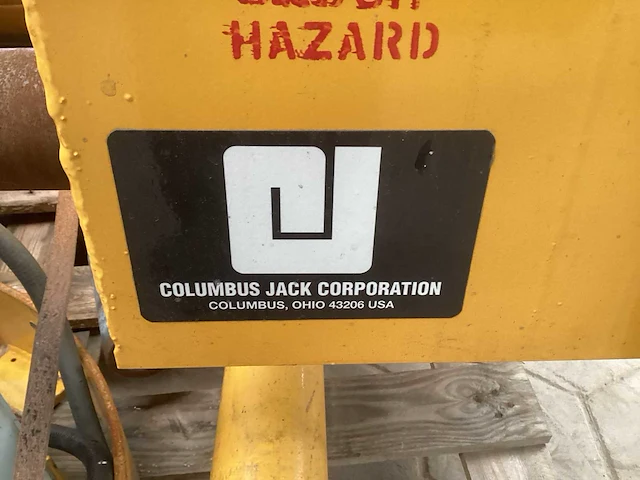 HAZARD
COLUMBUS JACK CORPORATION
COLUMBUS, OHIO 43206 USA